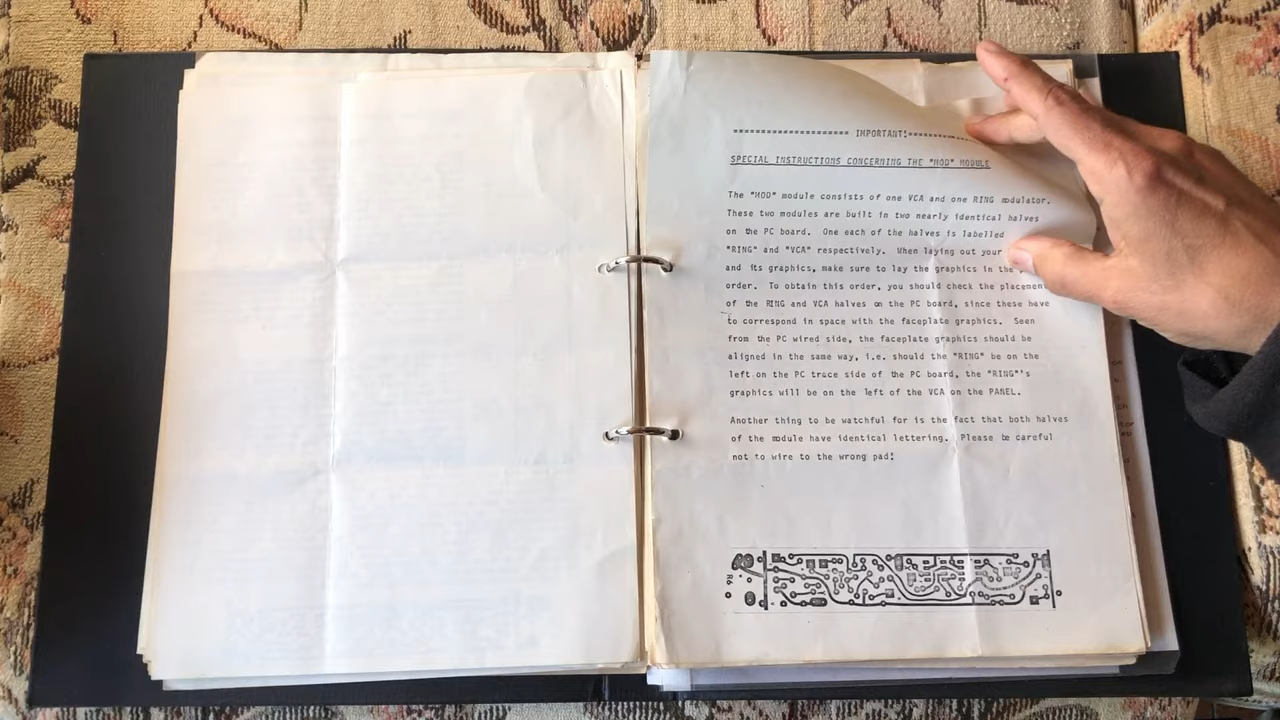 ==================== IMPORTANT!============
SPECIAL INSTRUCTIONS CONCERNING THE "MOD" MODULE
The "MOD" module consists of one VCA and one RING modulator.
These two modules are built in two nearly identical halves
on the PC board. One each of the halves is labelled
"RING" and "VCA" respectively. When laying out your
and its graphics, make sure to lay the graphics in the
order. To obtain this order, you should check the placement
of the RING and VCA halves on the PC board, since these have
to correspond in space with the faceplate graphics. Seen
from the PC wired side, the faceplate graphics should be
aligned in the same way, i.e. should the "RING" be on the
left on the PC trace side of the PC board, the "RING"'s
graphics will be on the left of the VCA on the PANEL.
Another thing to be watchful for is the fact that both halves
of the module have identical lettering. Please be careful
not to wire to the wrong pad!
R6